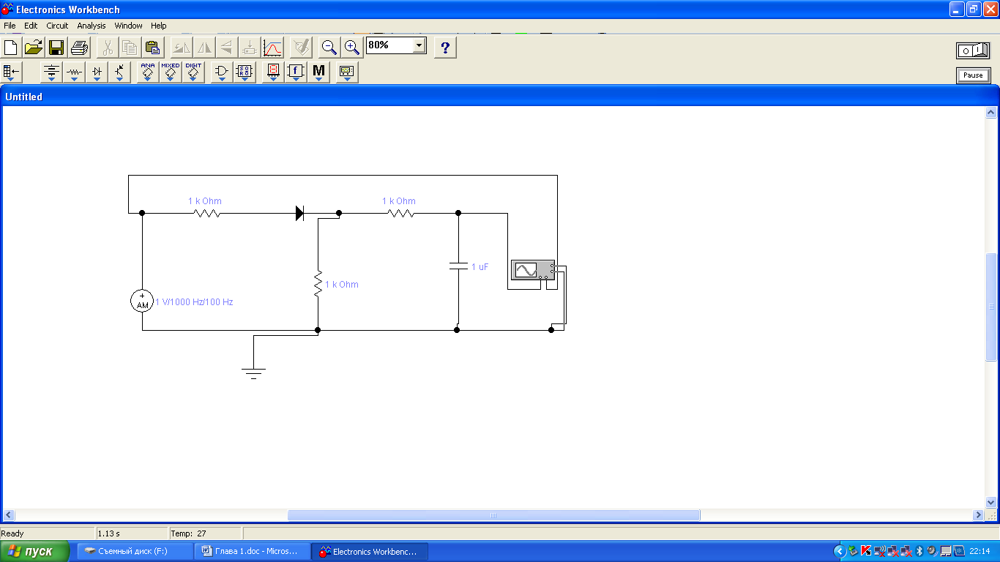 Electronics Workbench
File Edit Circuit Analysis Window Help
80%
?
O I
ANA MIXED DIGIT
f M
Pause
Untitled
1 k Ohm 1 k Ohm
1 uF
1 k Ohm
+
AM
1 V/1000 Hz/100 Hz
Ready 1.13 s Temp: 27
пуск Съемный диск (F:) Глава 1.doc - Micros... Electronics Workbenc... 22:14